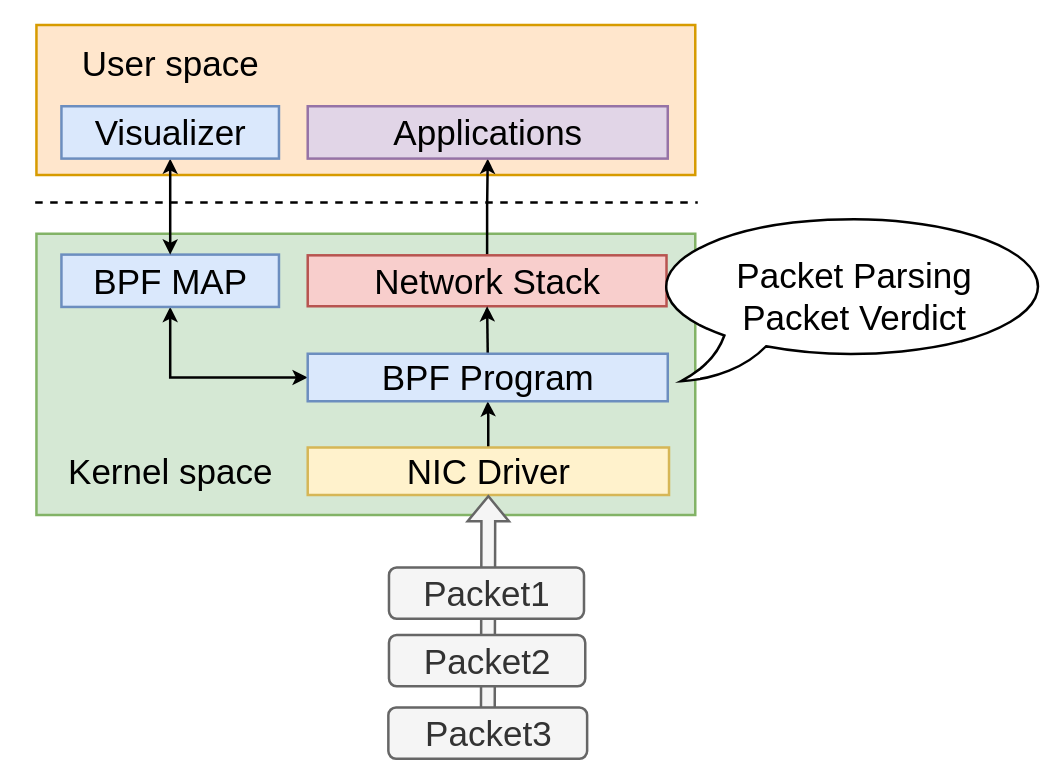 User space
Visualizer
Applications
BPF MAP
Network Stack
Packet Parsing
Packet Verdict
BPF Program
Kernel space
NIC Driver
Packet1
Packet2
Packet3